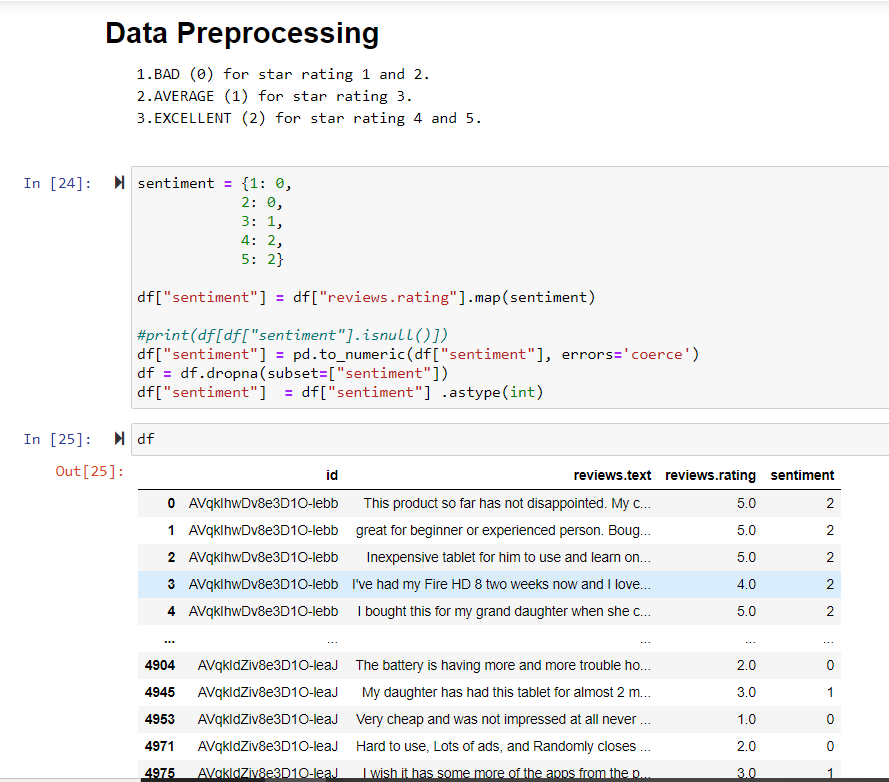 Data Preprocessing
1.BAD (0) for star rating 1 and 2.
2.AVERAGE (1) for star rating 3.
3.EXCELLENT (2) for star rating 4 and 5.
In [24]: sentiment = {1: 0,
2: 0,
3: 1,
4: 2,
5: 2}
df["sentiment"] = df["reviews.rating"].map(sentiment)
#print(df[df["sentiment"].isnull()])
df["sentiment"] = pd.to_numeric(df["sentiment"], errors='coerce')
df = df.dropna(subset=["sentiment"])
df["sentiment"]  = df["sentiment"] .astype(int)
In [25]: df
Out[25]:
id reviews.text reviews.rating sentiment
0 AVqkIhwDv8e3D1O-lebb This product so far has not disappointed. My c... 5.0 2
1 AVqkIhwDv8e3D1O-lebb great for beginner or experienced person. Boug... 5.0 2
2 AVqkIhwDv8e3D1O-lebb Inexpensive tablet for him to use and learn on... 5.0 2
3 AVqkIhwDv8e3D1O-lebb I've had my Fire HD 8 two weeks now and I love... 4.0 2
4 AVqkIhwDv8e3D1O-lebb I bought this for my grand daughter when she c... 5.0 2
... ... ... ... ...
4904 AVqkIdZiv8e3D1O-leaJ The battery is having more and more trouble ho... 2.0 0
4945 AVqkIdZiv8e3D1O-leaJ My daughter has had this tablet for almost 2 m... 3.0 1
4953 AVqkIdZiv8e3D1O-leaJ Very cheap and was not impressed at all never ... 1.0 0
4971 AVqkIdZiv8e3D1O-leaJ Hard to use, Lots of ads, and Randomly closes ... 2.0 0
4975 AVqkIdZiv8e3D1O-leaJ I wish it has some more of the apps from the p... 3.0 1